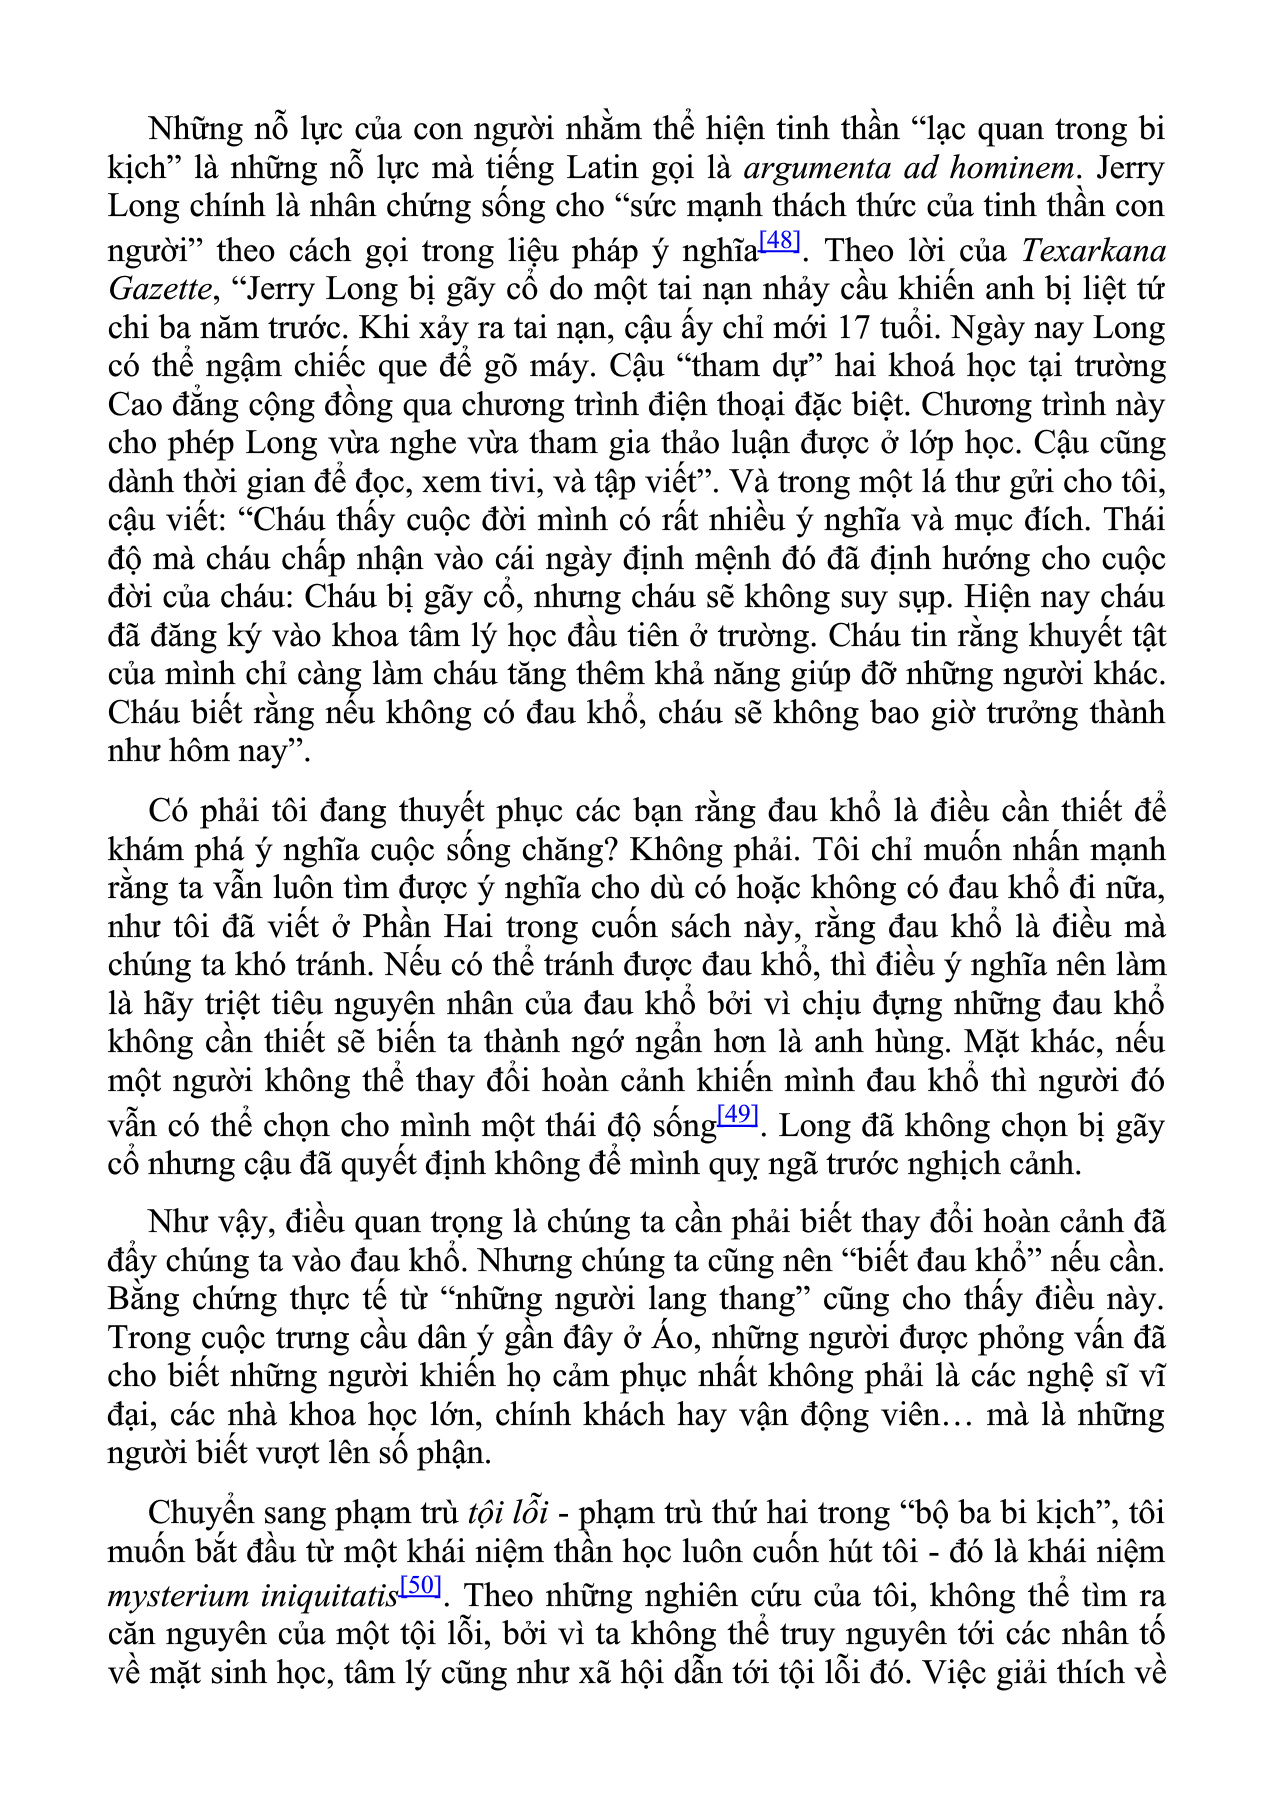 Những nỗ lực của con người nhằm thể hiện tinh thần “lạc quan trong bi
kịch” là những nỗ lực mà tiếng Latin gọi là argumenta ad hominem. Jerry
Long chính là nhân chứng sống cho “sức mạnh thách thức của tinh thần con
người” theo cách gọi trong liệu pháp ý nghĩa[48]. Theo lời của Texarkana
Gazette, “Jerry Long bị gãy cổ do một tai nạn nhảy cầu khiến anh bị liệt tứ
chi ba năm trước. Khi xảy ra tai nạn, cậu ấy chỉ mới 17 tuổi. Ngày nay Long
có thể ngậm chiếc que để gõ máy. Cậu “tham dự” hai khoá học tại trường
Cao đẳng cộng đồng qua chương trình điện thoại đặc biệt. Chương trình này
cho phép Long vừa nghe vừa tham gia thảo luận được ở lớp học. Cậu cũng
dành thời gian để đọc, xem tivi, và tập viết”. Và trong một lá thư gửi cho tôi,
cậu viết: “Cháu thấy cuộc đời mình có rất nhiều ý nghĩa và mục đích. Thái
độ mà cháu chấp nhận vào cái ngày định mệnh đó đã định hướng cho cuộc
đời của cháu: Cháu bị gãy cổ, nhưng cháu sẽ không suy sụp. Hiện nay cháu
đã đăng ký vào khoa tâm lý học đầu tiên ở trường. Cháu tin rằng khuyết tật
của mình chỉ càng làm cháu tăng thêm khả năng giúp đỡ những người khác.
Cháu biết rằng nếu không có đau khổ, cháu sẽ không bao giờ trưởng thành
như hôm nay”.
Có phải tôi đang thuyết phục các bạn rằng đau khổ là điều cần thiết để
khám phá ý nghĩa cuộc sống chăng? Không phải. Tôi chỉ muốn nhấn mạnh
rằng ta vẫn luôn tìm được ý nghĩa cho dù có hoặc không có đau khổ đi nữa,
như tôi đã viết ở Phần Hai trong cuốn sách này, rằng đau khổ là điều mà
chúng ta khó tránh. Nếu có thể tránh được đau khổ, thì điều ý nghĩa nên làm
là hãy triệt tiêu nguyên nhân của đau khổ bởi vì chịu đựng những đau khổ
không cần thiết sẽ biến ta thành ngớ ngẩn hơn là anh hùng. Mặt khác, nếu
một người không thể thay đổi hoàn cảnh khiến mình đau khổ thì người đó
vẫn có thể chọn cho mình một thái độ sống[49]. Long đã không chọn bị gãy
cổ nhưng cậu đã quyết định không để mình quỵ ngã trước nghịch cảnh.
Như vậy, điều quan trọng là chúng ta cần phải biết thay đổi hoàn cảnh đã
đẩy chúng ta vào đau khổ. Nhưng chúng ta cũng nên “biết đau khổ” nếu cần.
Bằng chứng thực tế từ “những người lang thang” cũng cho thấy điều này.
Trong cuộc trưng cầu dân ý gần đây ở Áo, những người được phỏng vấn đã
cho biết những người khiến họ cảm phục nhất không phải là các nghệ sĩ vĩ
đại, các nhà khoa học lớn, chính khách hay vận động viên… mà là những
người biết vượt lên số phận.
Chuyển sang phạm trù tội lỗi - phạm trù thứ hai trong “bộ ba bi kịch”, tôi
muốn bắt đầu từ một khái niệm thần học luôn cuốn hút tôi - đó là khái niệm
mysterium iniquitatis[50]. Theo những nghiên cứu của tôi, không thể tìm ra
căn nguyên của một tội lỗi, bởi vì ta không thể truy nguyên tới các nhân tố
về mặt sinh học, tâm lý cũng như xã hội dẫn tới tội lỗi đó. Việc giải thích về